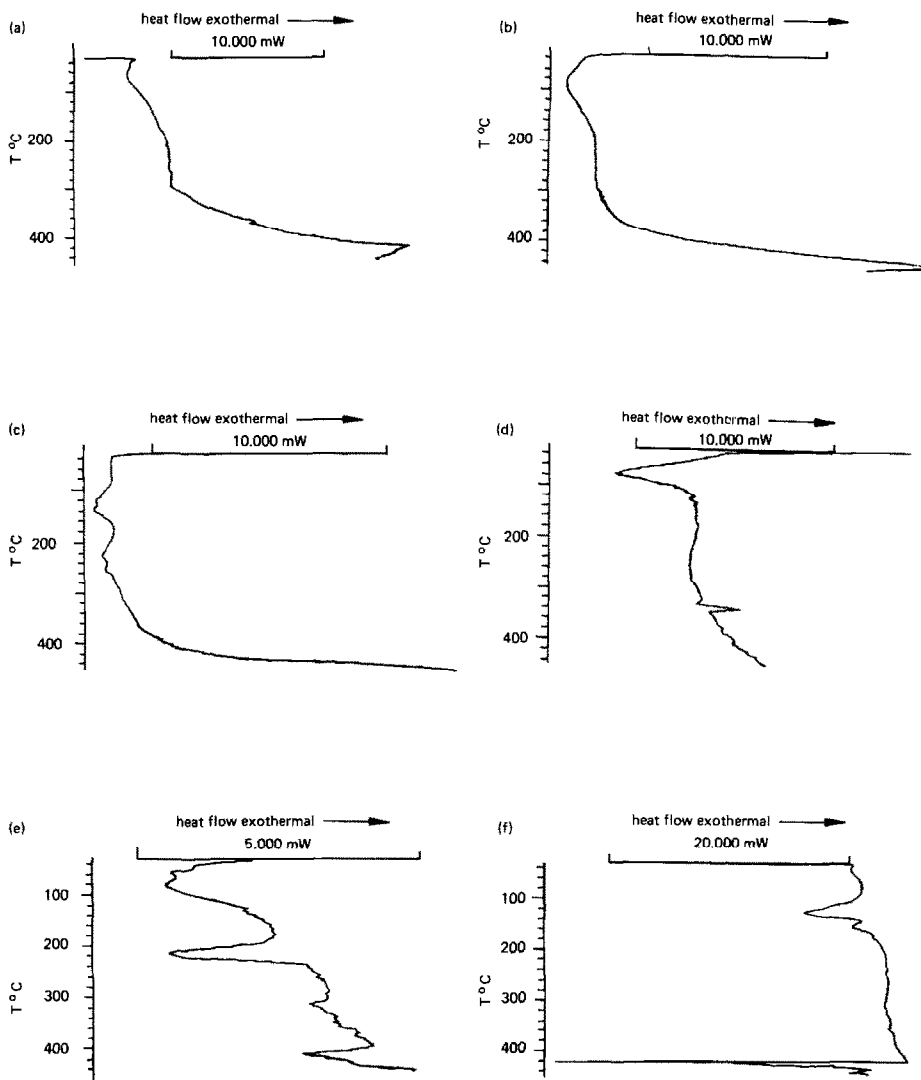 (a)
heat flow exothermal
10.000 mW
T °C
200
400
(b)
heat flow exothermal
10.000 mW
T °C
200
400
(c)
heat flow exothermal
10.000 mW
T °C
200
400
(d)
heat flow exothermal
10.000 mW
T °C
200
400
(e)
heat flow exothermal
5.000 mW
T °C
100
200
300
400
(f)
heat flow exothermal
20.000 mW
T °C
100
200
300
400